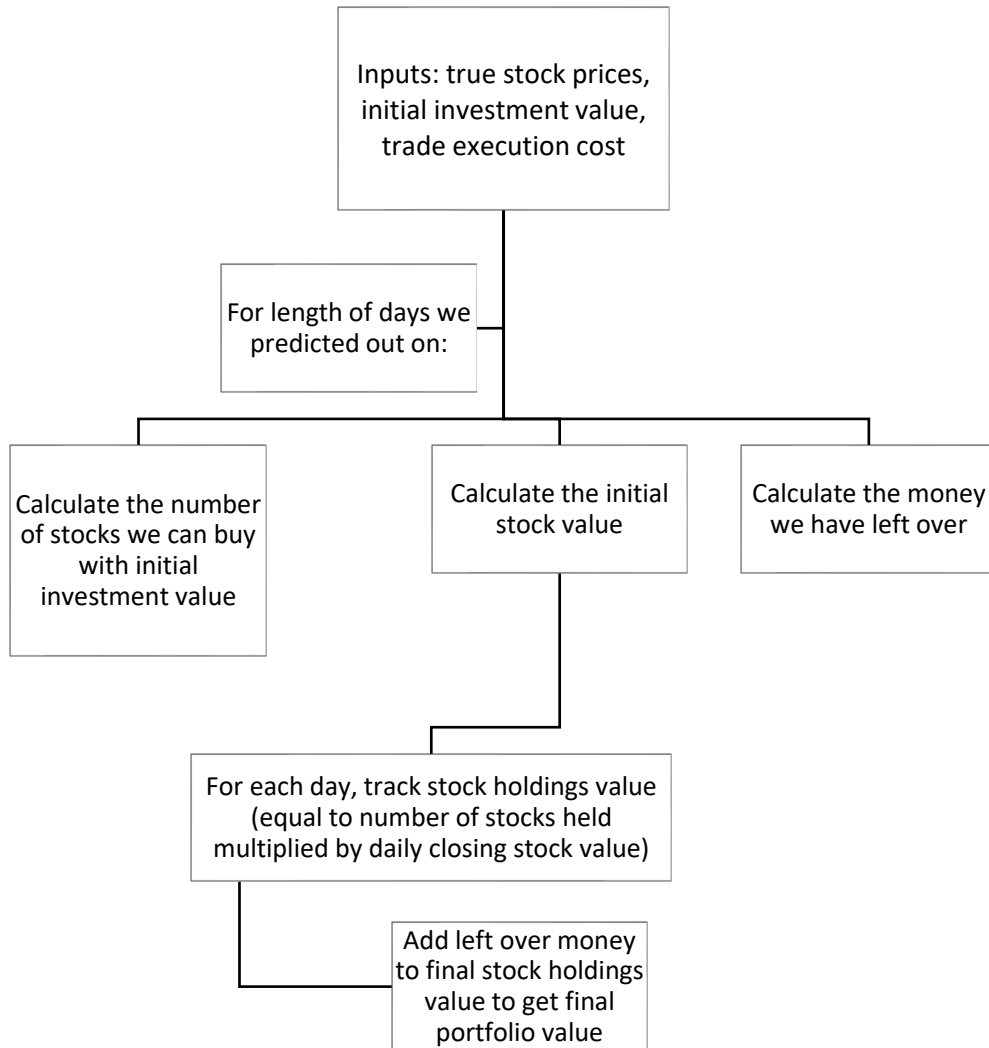 Inputs: true stock prices,
initial investment value,
trade execution cost
For length of days we
predicted out on:
Calculate the number
of stocks we can buy
with initial
investment value
Calculate the initial
stock value
Calculate the money
we have left over
For each day, track stock holdings value
(equal to number of stocks held
multiplied by daily closing stock value)
Add left over money
to final stock holdings
value to get final
portfolio value